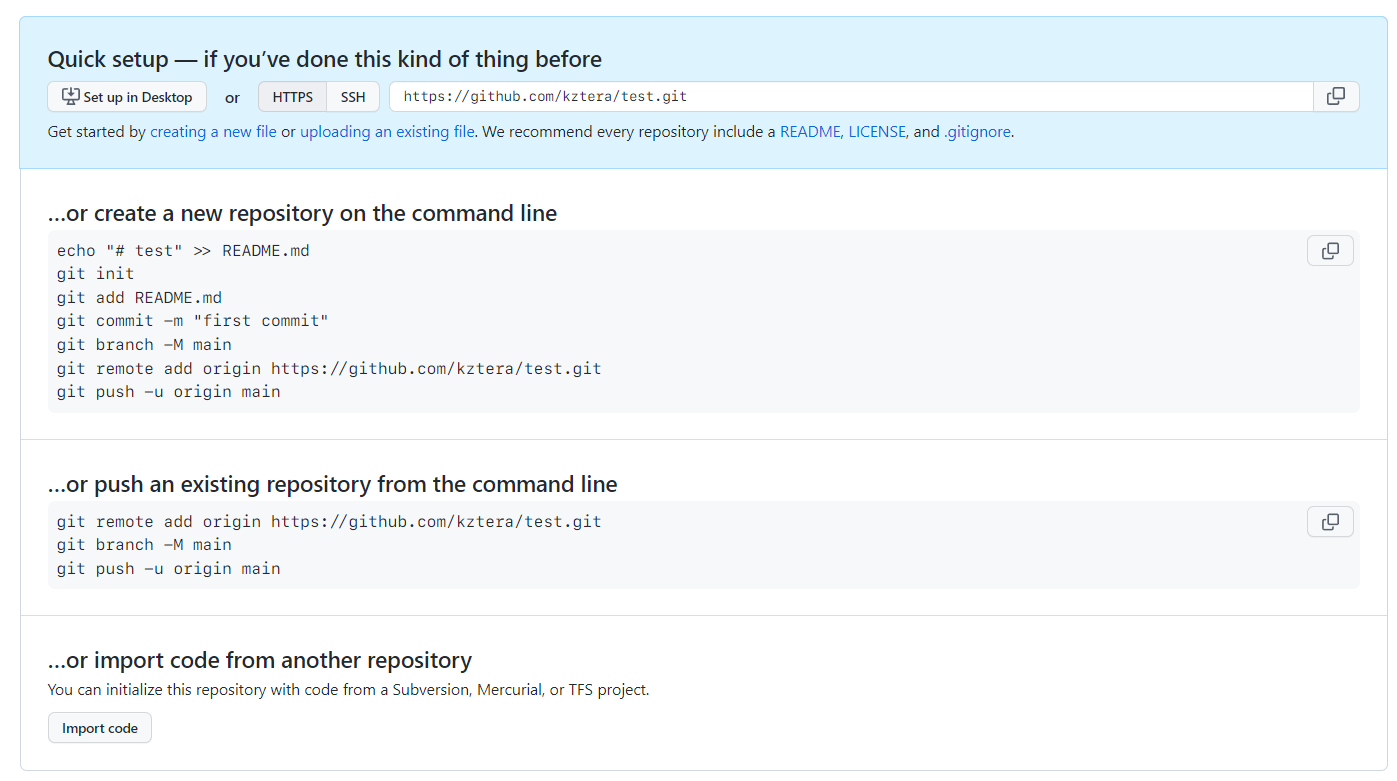 Quick setup — if you’ve done this kind of thing before
Set up in Desktop or HTTPS SSH https://github.com/kztera/test.git
Get started by creating a new file or uploading an existing file. We recommend every repository include a README, LICENSE, and .gitignore.
…or create a new repository on the command line
echo "# test" >> README.md
git init
git add README.md
git commit -m "first commit"
git branch -M main
git remote add origin https://github.com/kztera/test.git
git push -u origin main
…or push an existing repository from the command line
git remote add origin https://github.com/kztera/test.git
git branch -M main
git push -u origin main
…or import code from another repository
You can initialize this repository with code from a Subversion, Mercurial, or TFS project.
Import code